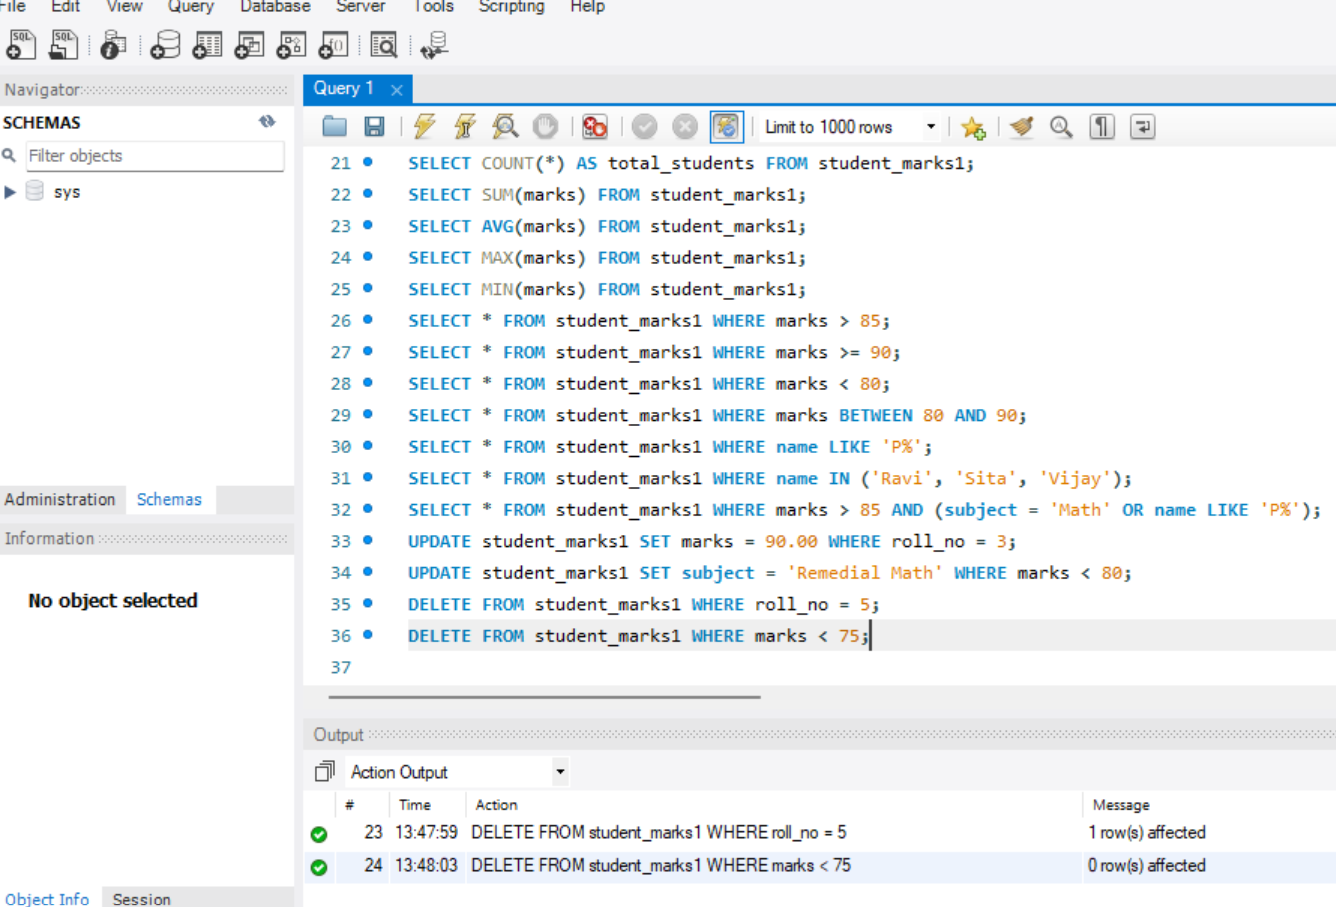 File Edit View Query Database Server Tools Scripting Help
Navigator
Query 1
SCHEMAS
Limit to 1000 rows
Filter objects
sys
21 SELECT COUNT(*) AS total_students FROM student_marks1;
22 SELECT SUM(marks) FROM student_marks1;
23 SELECT AVG(marks) FROM student_marks1;
24 SELECT MAX(marks) FROM student_marks1;
25 SELECT MIN(marks) FROM student_marks1;
26 SELECT * FROM student_marks1 WHERE marks > 85;
27 SELECT * FROM student_marks1 WHERE marks >= 90;
28 SELECT * FROM student_marks1 WHERE marks < 80;
29 SELECT * FROM student_marks1 WHERE marks BETWEEN 80 AND 90;
30 SELECT * FROM student_marks1 WHERE name LIKE 'P%';
31 SELECT * FROM student_marks1 WHERE name IN ('Ravi', 'Sita', 'Vijay');
32 SELECT * FROM student_marks1 WHERE marks > 85 AND (subject = 'Math' OR name LIKE 'P%');
33 UPDATE student_marks1 SET marks = 90.00 WHERE roll_no = 3;
34 UPDATE student_marks1 SET subject = 'Remedial Math' WHERE marks < 80;
35 DELETE FROM student_marks1 WHERE roll_no = 5;
36 DELETE FROM student_marks1 WHERE marks < 75;
37
Administration Schemas
Information
No object selected
Object Info Session
Output
Action Output
# Time Action Message
23 13:47:59 DELETE FROM student_marks1 WHERE roll_no = 5 1 row(s) affected
24 13:48:03 DELETE FROM student_marks1 WHERE marks < 75 0 row(s) affected